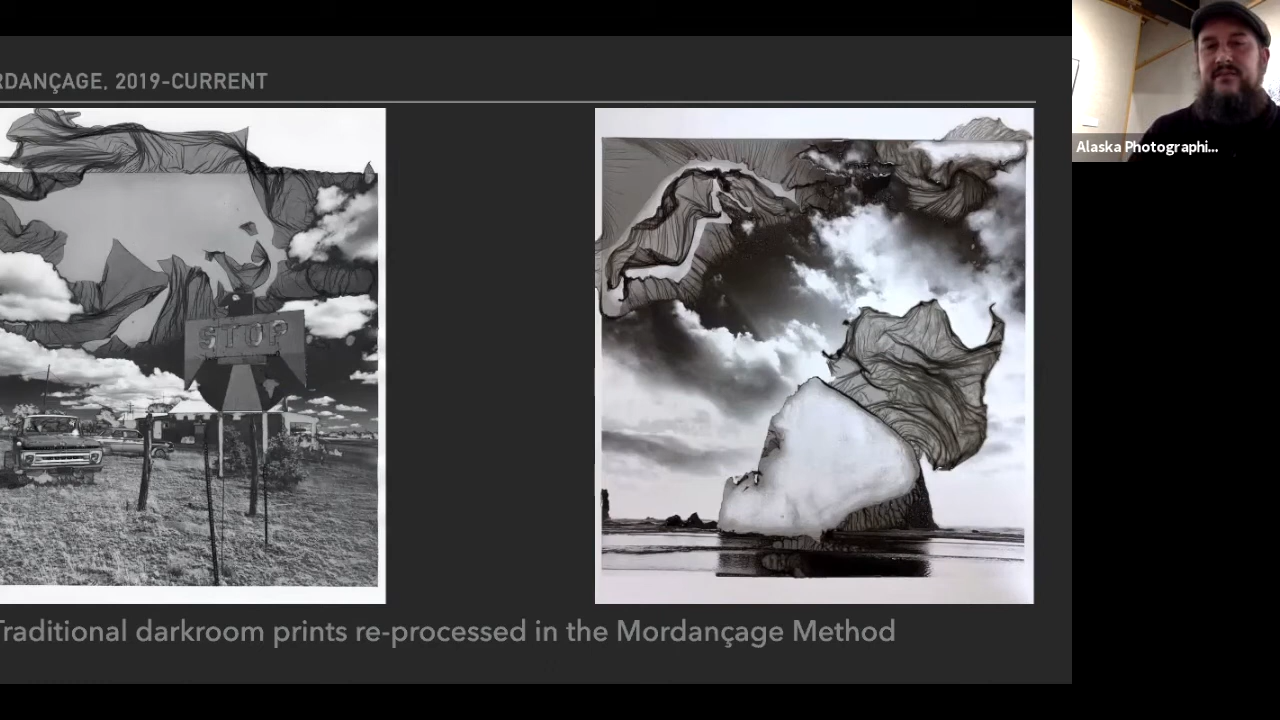 RDANÇAGE, 2019-CURRENT
STOP
Alaska Photographi...
Traditional darkroom prints re-processed in the Mordançage Method